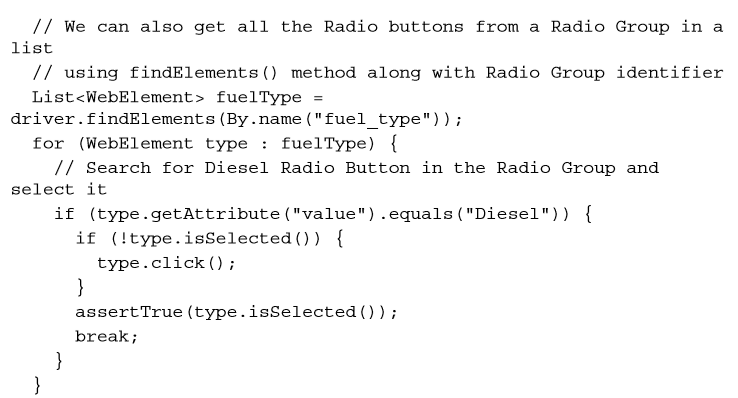 // We can also get all the Radio buttons from a Radio Group in a
list
// using findElements() method along with Radio Group identifier
List<WebElement> fuelType =
driver.findElements(By.name("fuel_type"));
for (WebElement type : fuelType) {
// Search for Diesel Radio Button in the Radio Group and
select it
if (type.getAttribute("value").equals("Diesel")) {
if (!type.isSelected()) {
type.click();
}
assertTrue(type.isSelected());
break;
}
}